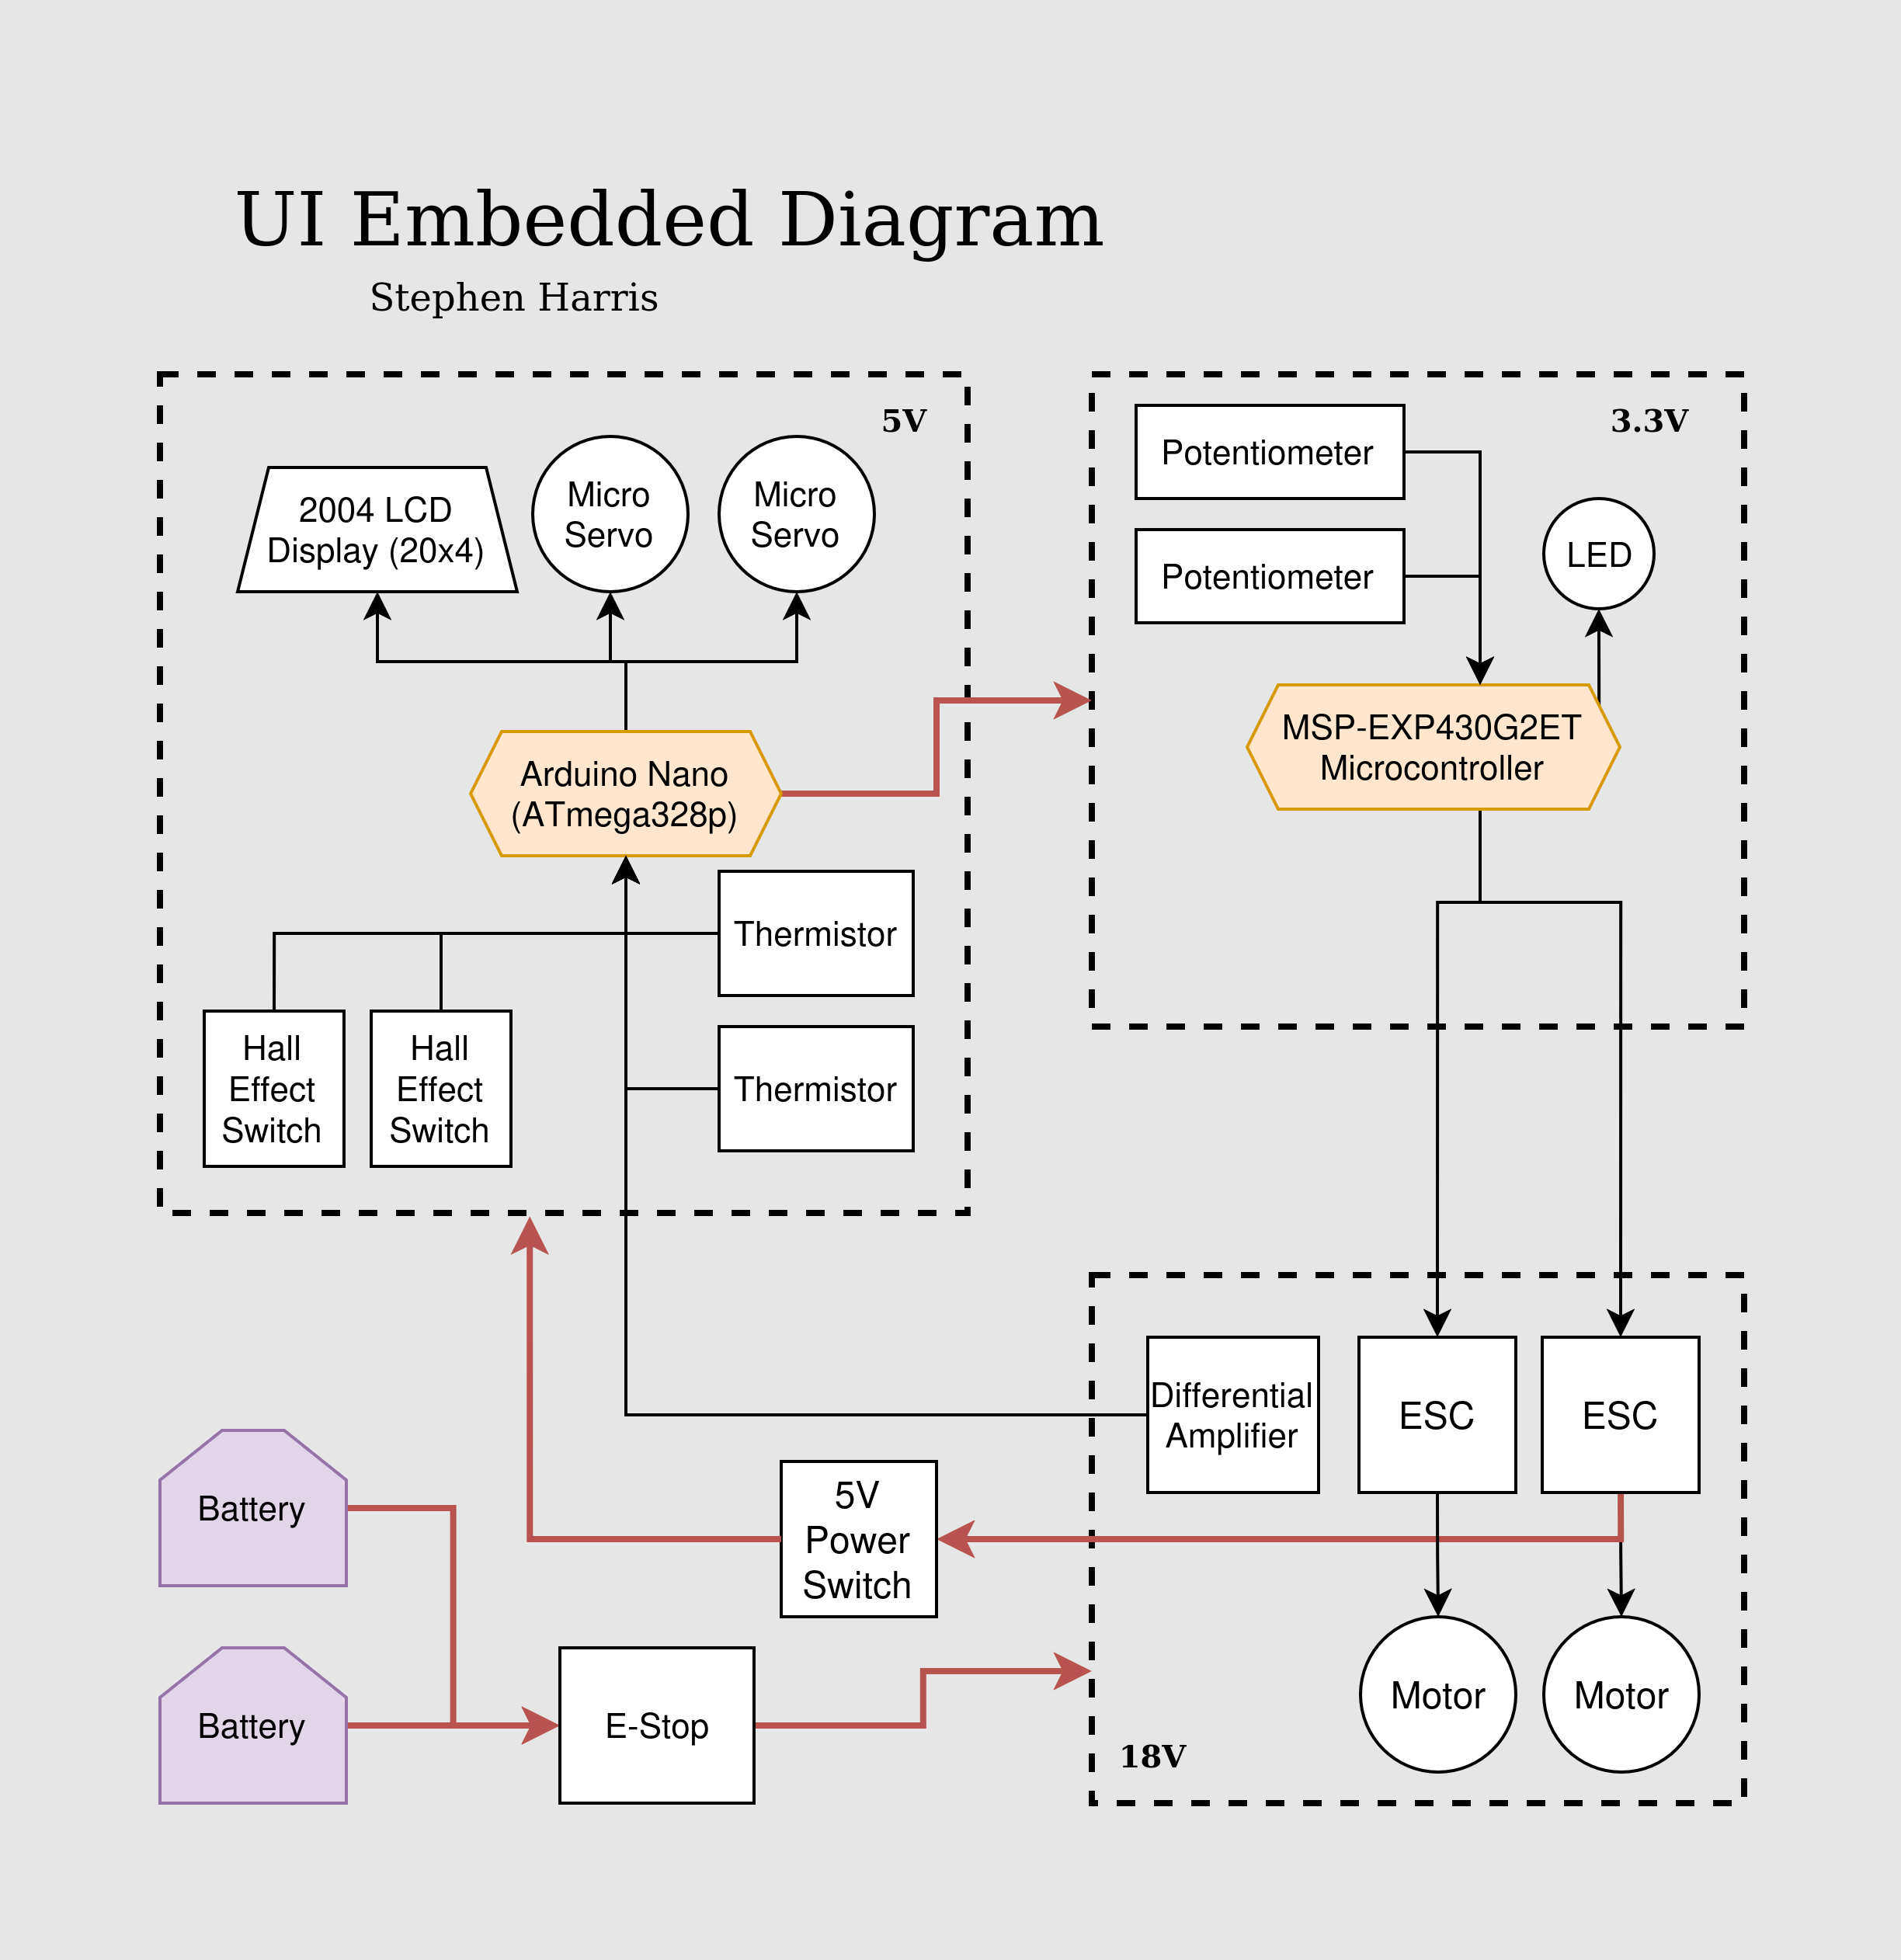 UI Embedded Diagram
Stephen Harris
5V
2004 LCD
Display (20x4)
Micro
Servo
Micro
Servo
Arduino Nano
(ATmega328p)
Thermistor
Thermistor
Hall
Effect
Switch
Hall
Effect
Switch
3.3V
Potentiometer
Potentiometer
LED
MSP-EXP430G2ET
Microcontroller
Differential
Amplifier
ESC
ESC
Motor
Motor
18V
5V
Power
Switch
Battery
Battery
E-Stop